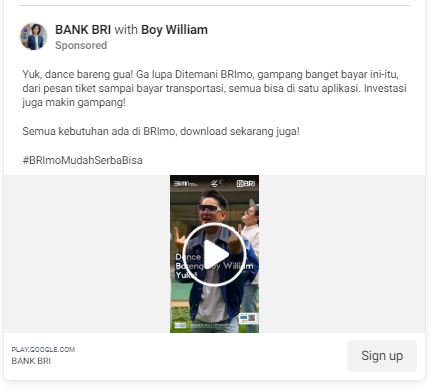 BANK BRI with Boy William
Sponsored
Yuk, dance bareng gua! Ga lupa Ditemani BRImo, gampang banget bayar ini-itu,
dari pesan tiket sampai bayar transportasi, semua bisa di satu aplikasi. Investasi
juga makin gampang!
Semua kebutuhan ada di BRImo, download sekarang juga!
#BRImoMudahSerbaBisa
BUMN
BRI
Dance
Bareng Boy William
Yuks!
PLAY.GOOGLE.COM
BANK BRI
Sign up